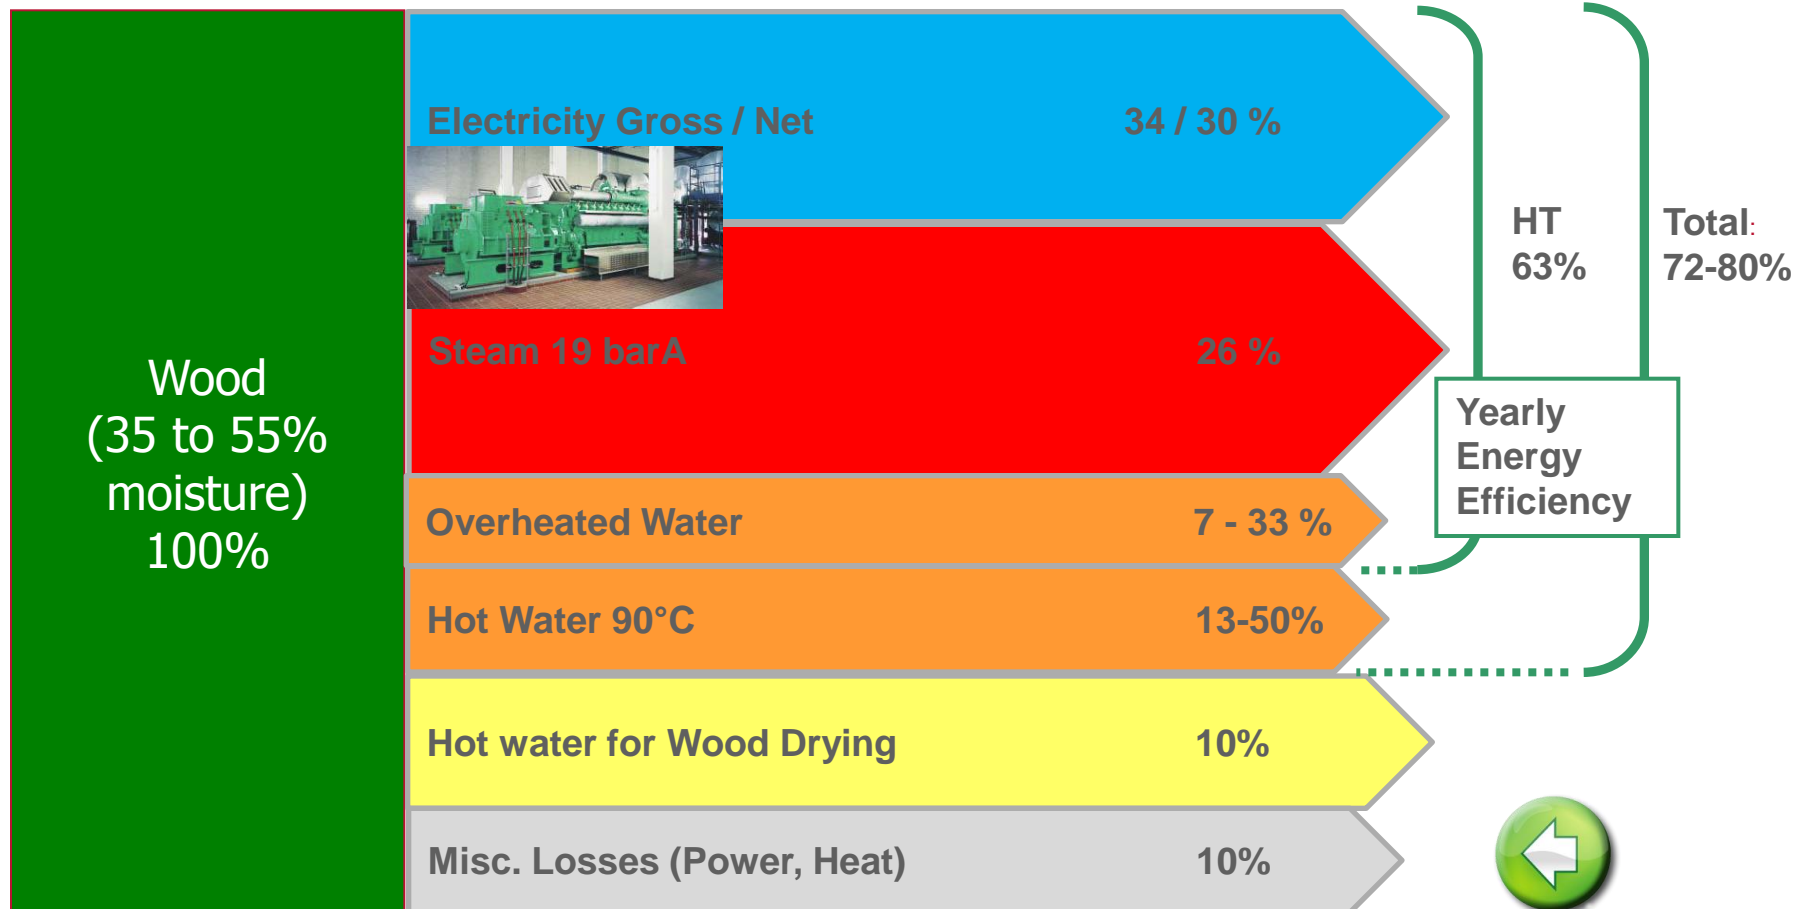 Wood
(35 to 55%
moisture)
100%
Electricity Gross / Net 34 / 30 %
Steam 19 barA 26 %
Overheated Water 7 - 33 %
Hot Water 90°C 13-50%
Hot water for Wood Drying 10%
Misc. Losses (Power, Heat) 10%
HT
63%
Total:
72-80%
Yearly
Energy
Efficiency